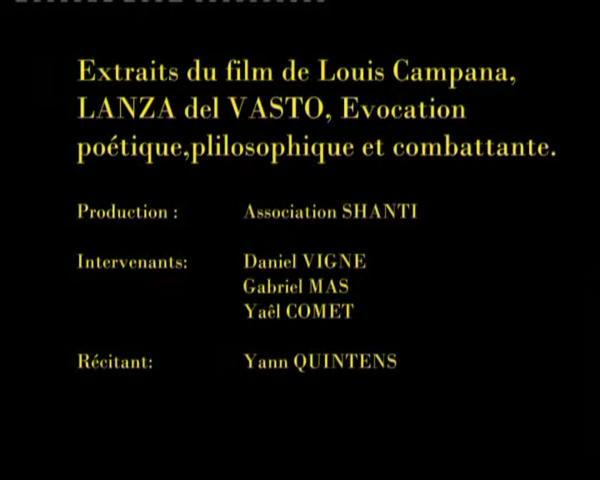 Extraits du film de Louis Campana,
LANZA del VASTO, Evocation
poétique,plilosophique et combattante.
Production : Association SHANTI
Intervenants: Daniel VIGNE
Gabriel MAS
Yaêl COMET
Récitant: Yann QUINTENS